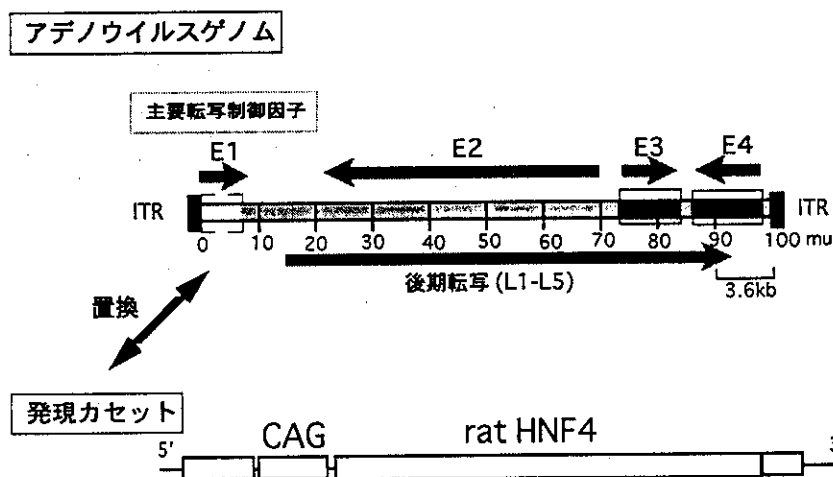 アデノウイルスゲノム
主要転写制御因子
E1 E2 E3 E4
ITR ITR
0 10 20 30 40 50 60 70 80 90 100 mu
後期転写 (L1-L5)
3.6kb
置換
発現カセット
5' CAG rat HNF4 3